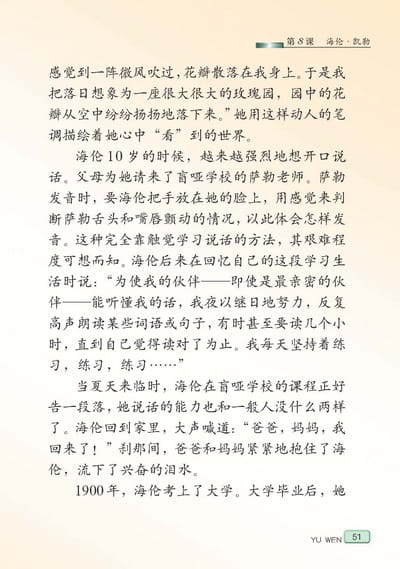 第8课 海伦·凯勒
感觉到一阵微风吹过，花瓣散落在我身上。于是我
把落日想象为一座很大很大的玫瑰园，园中的花
瓣从空中纷纷扬扬地落下来。”她用这样动人的笔
调描绘着她心中“看”到的世界。
海伦10岁的时候，越来越强烈地想开口说
话。父母为她请来了盲哑学校的萨勒老师。萨勒
发音时，要海伦把手放在她的脸上，用感觉来判
断萨勒舌头和嘴唇颤动的情况，以此体会怎样发
音。这种完全靠触觉学习说话的方法，其艰难程
度可想而知。海伦后来在回忆自己的这段学习生
活时说：“为使我的伙伴——即使是最亲密的伙
伴——能听懂我的话，我夜以继日地努力，反复
高声朗读某些词语或句子，有时甚至要读几个小
时，直到自己觉得读对了为止。我每天坚持着练
习，练习，练习……”
当夏天来临时，海伦在盲哑学校的课程正好
告一段落，她说话的能力也和一般人没什么两样
了。海伦回到家里，大声喊道：“爸爸，妈妈，我
回来了！”刹那间，爸爸和妈妈紧紧地抱住了海
伦，流下了兴奋的泪水。
1900年，海伦考上了大学。大学毕业后，她
YU WEN 51